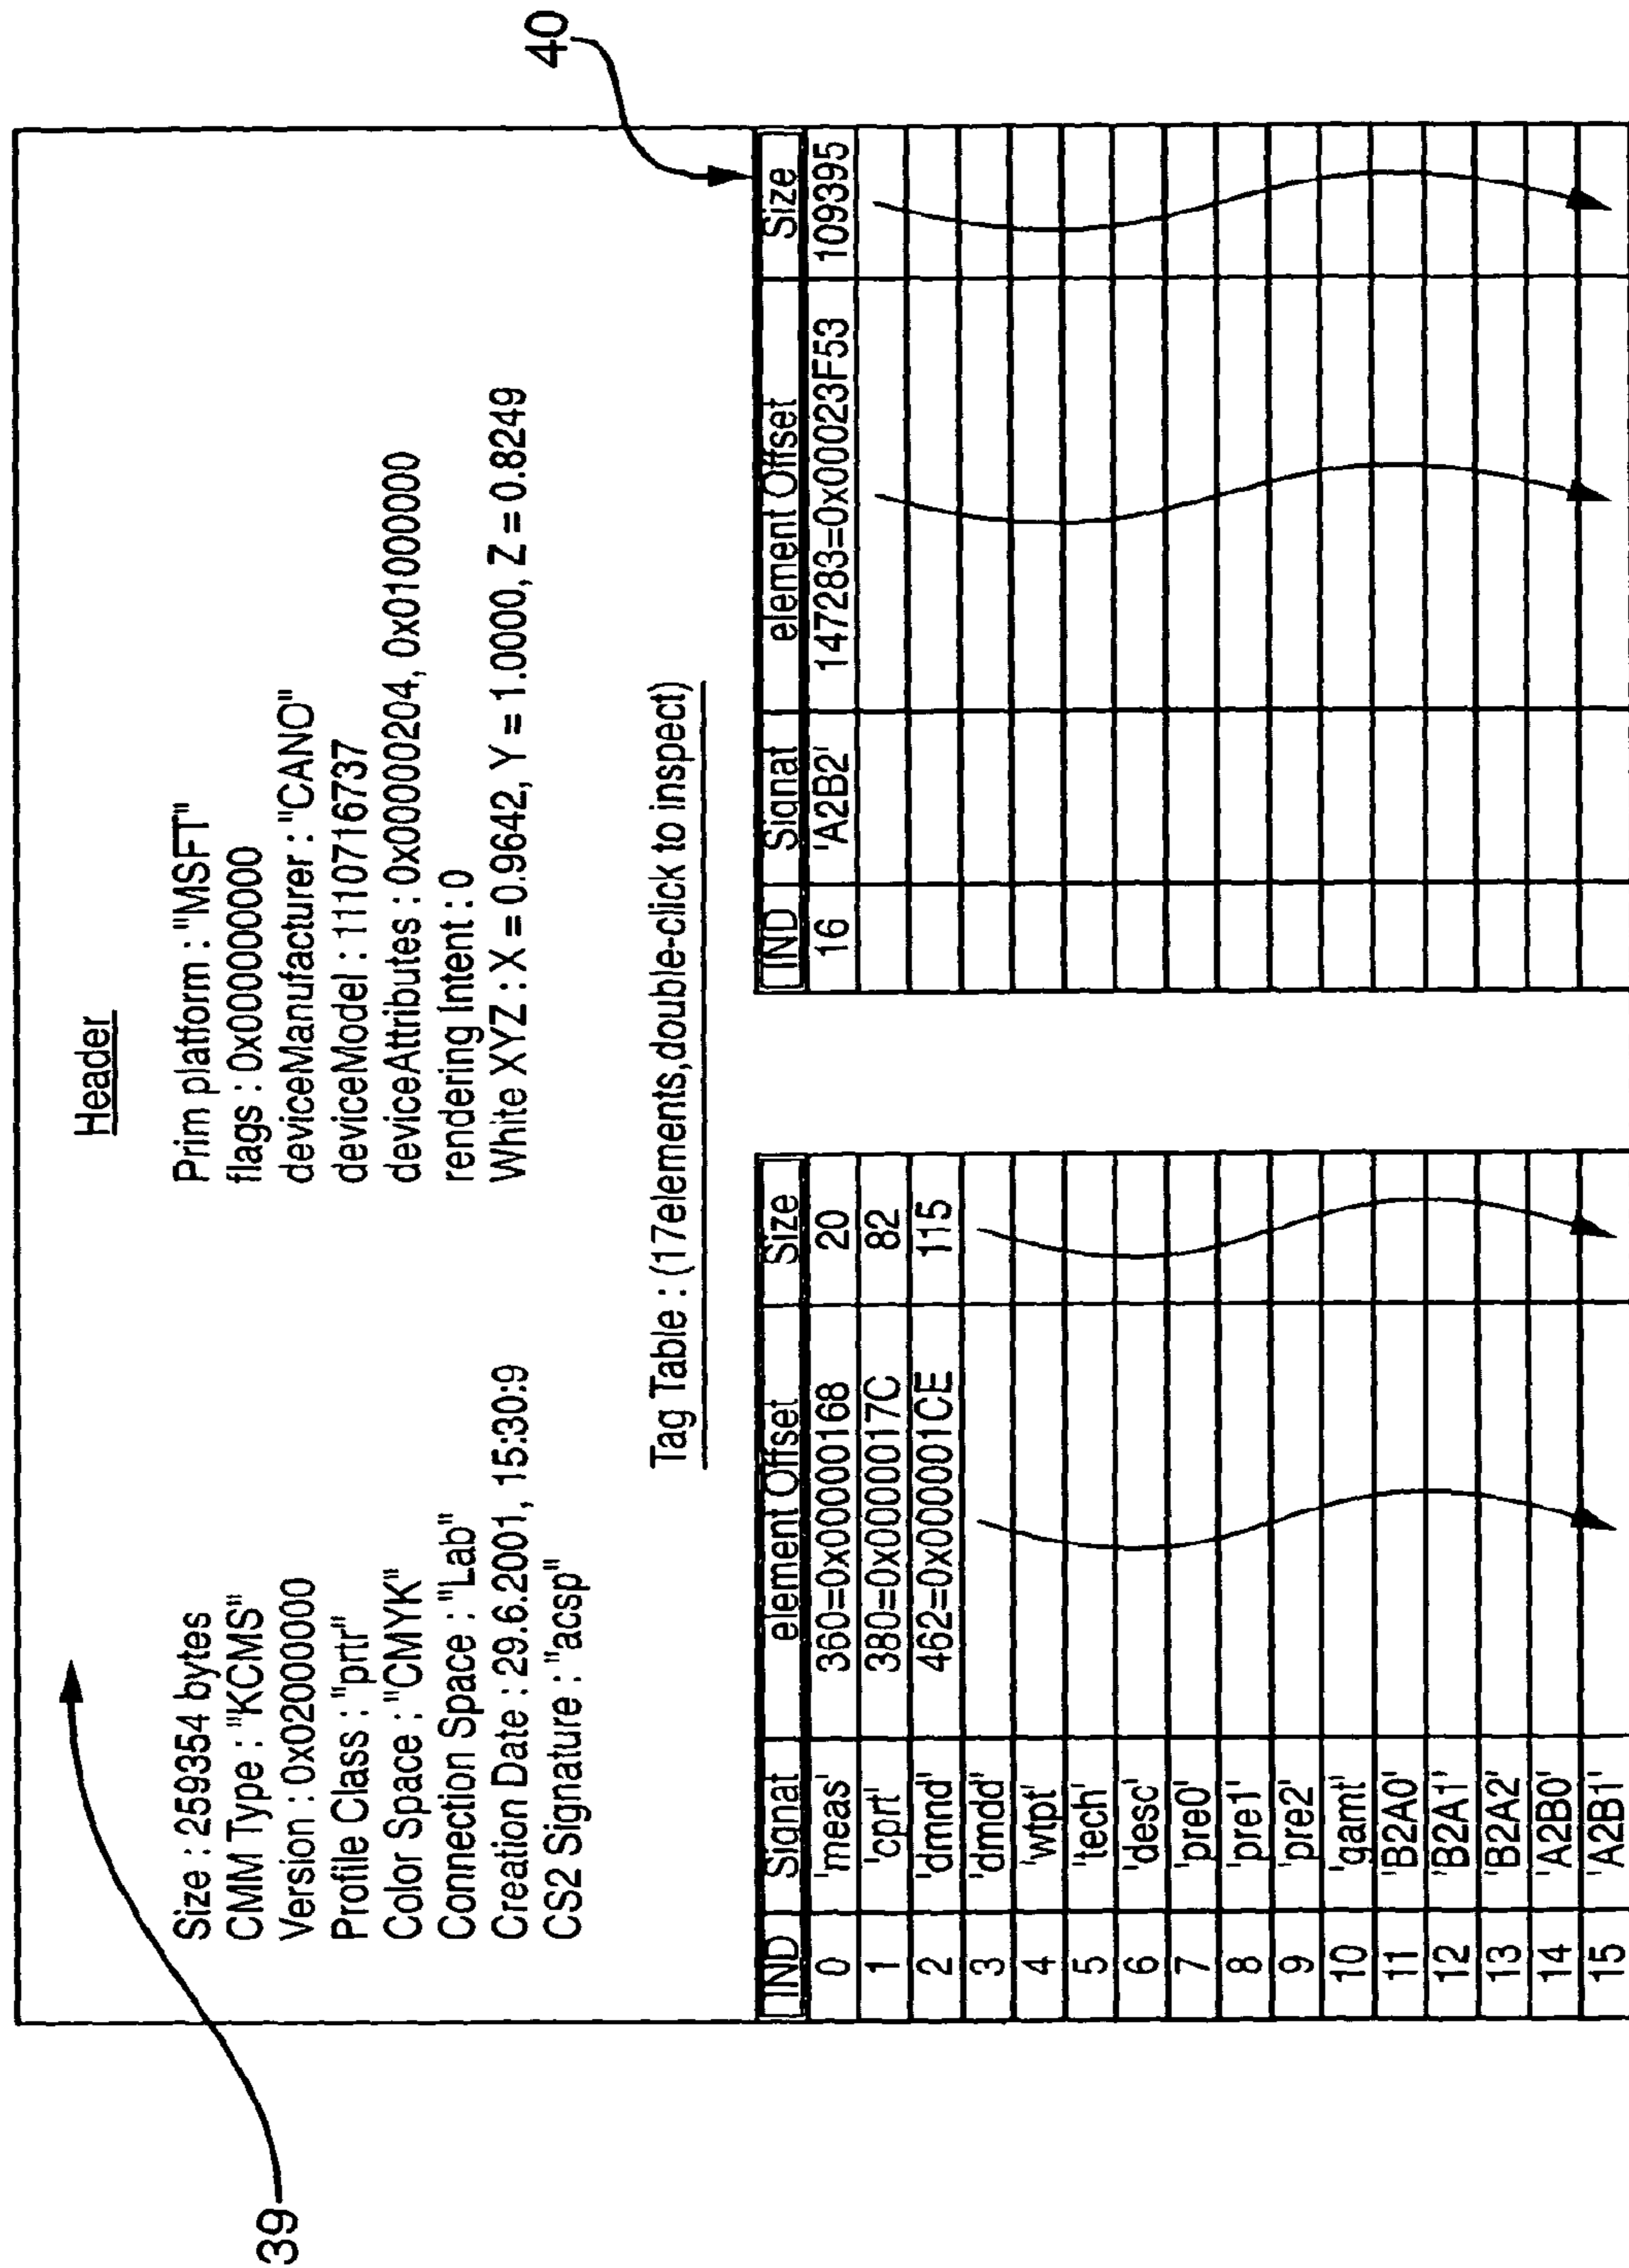 39
40
Header
Size : 259354 bytes
CMM Type : "KCMS"
Version : 0x02000000
Profile Class : "prtr"
Color Space : "CMYK"
Connection Space : "Lab"
Creation Date : 29.6.2001, 15:30:9
CS2 Signature : "acsp"
Prim platform : "MSFT"
flags : 0x00000000
deviceManufacturer : "CANO"
deviceModel : 1110716737
deviceAttributes : 0x00000204, 0x01000000
rendering Intent : 0
White XYZ : X = 0.9642, Y = 1.0000, Z = 0.8249
Tag Table : (17elements,double-click to inspect)
IND Signat element Offset Size
0 'meas' 360=0x00000168 20
1 'cprt' 380=0x0000017C 82
2 'dmnd' 462=0x000001CE 115
3 'dmdd'
4 'wtpt'
5 'tech'
6 'desc'
7 'pre0'
8 'pre1'
9 'pre2'
10 'gamt'
11 'B2A0'
12 'B2A1'
13 'B2A2'
14 'A2B0'
15 'A2B1'
IND Signat element Offset Size
16 'A2B2' 147283=0x00023F53 109395